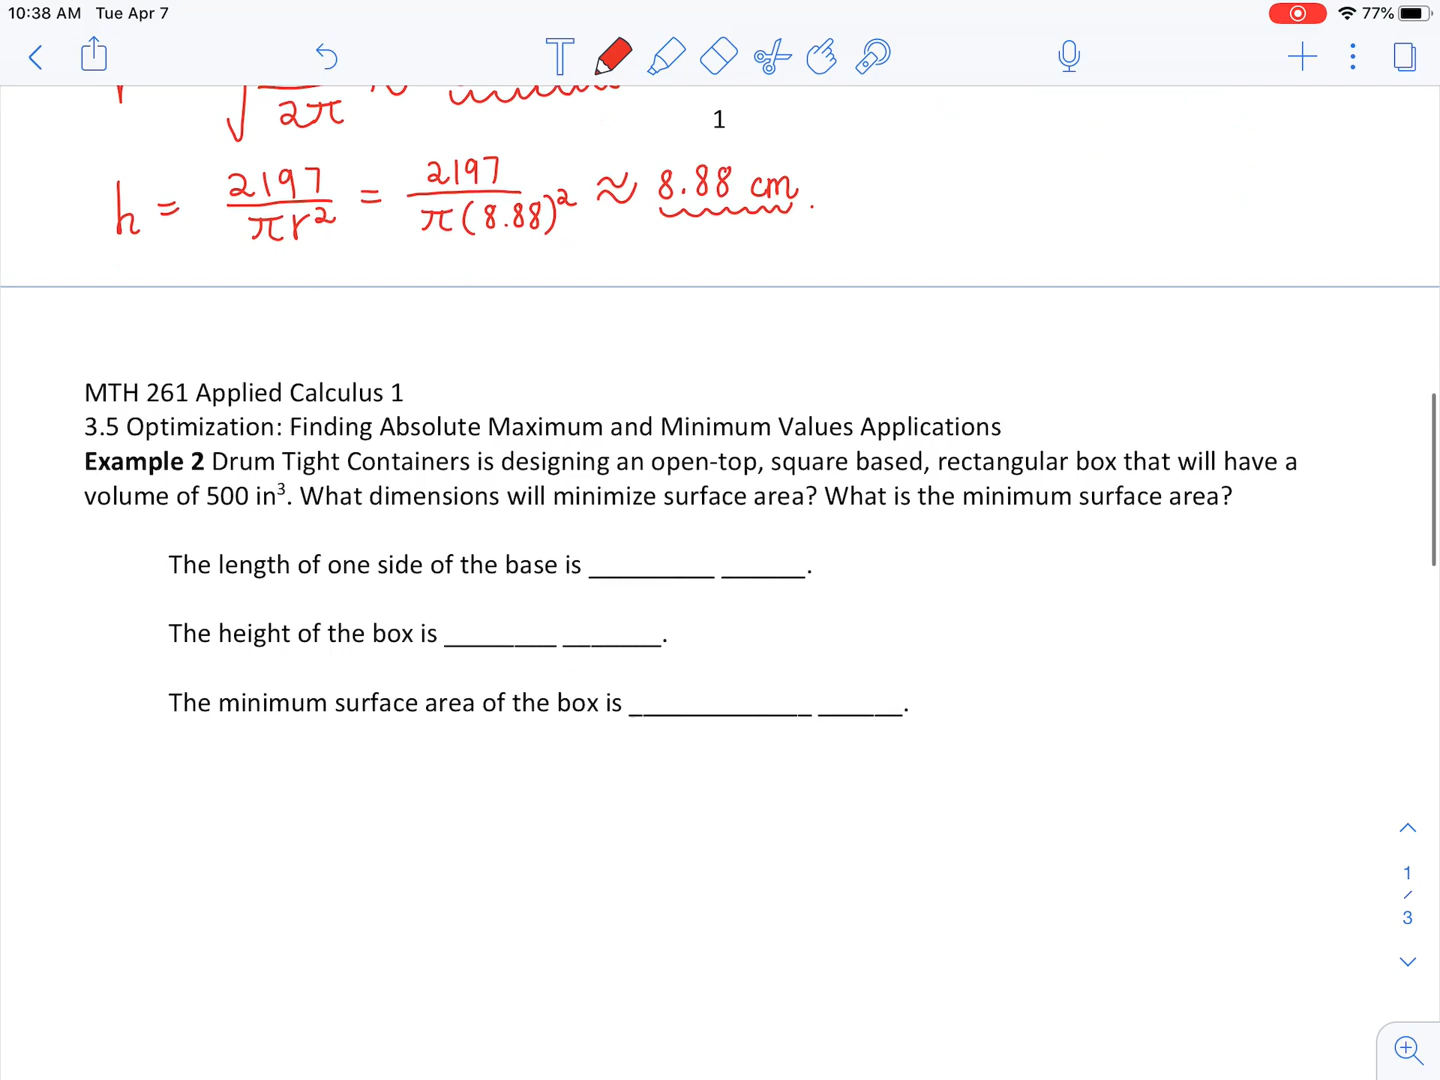 10:38 AM Tue Apr 7
77%
T
2π
1
h = 2197/πr² = 2197/π(8.88)² ≈ 8.88 cm.
MTH 261 Applied Calculus 1
3.5 Optimization: Finding Absolute Maximum and Minimum Values Applications
Example 2 Drum Tight Containers is designing an open-top, square based, rectangular box that will have a
volume of 500 in³. What dimensions will minimize surface area? What is the minimum surface area?
The length of one side of the base is _________ ______.
The height of the box is ________ _______.
The minimum surface area of the box is _____________ ______.
1
/
3